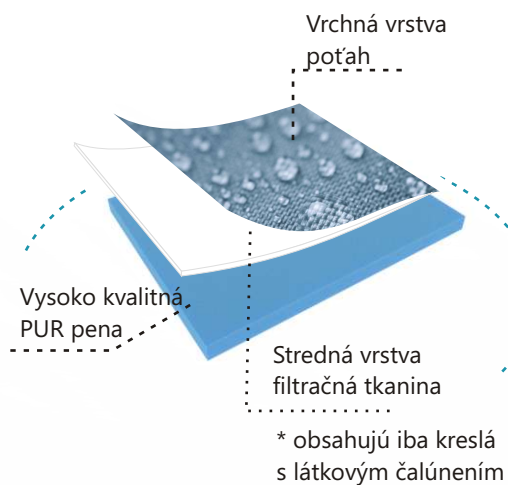 Vrchná vrstva
poťah
Vysoko kvalitná
PUR pena
Stredná vrstva
filtračná tkanina
* obsahujú iba kreslá
s látkovým čalúnením